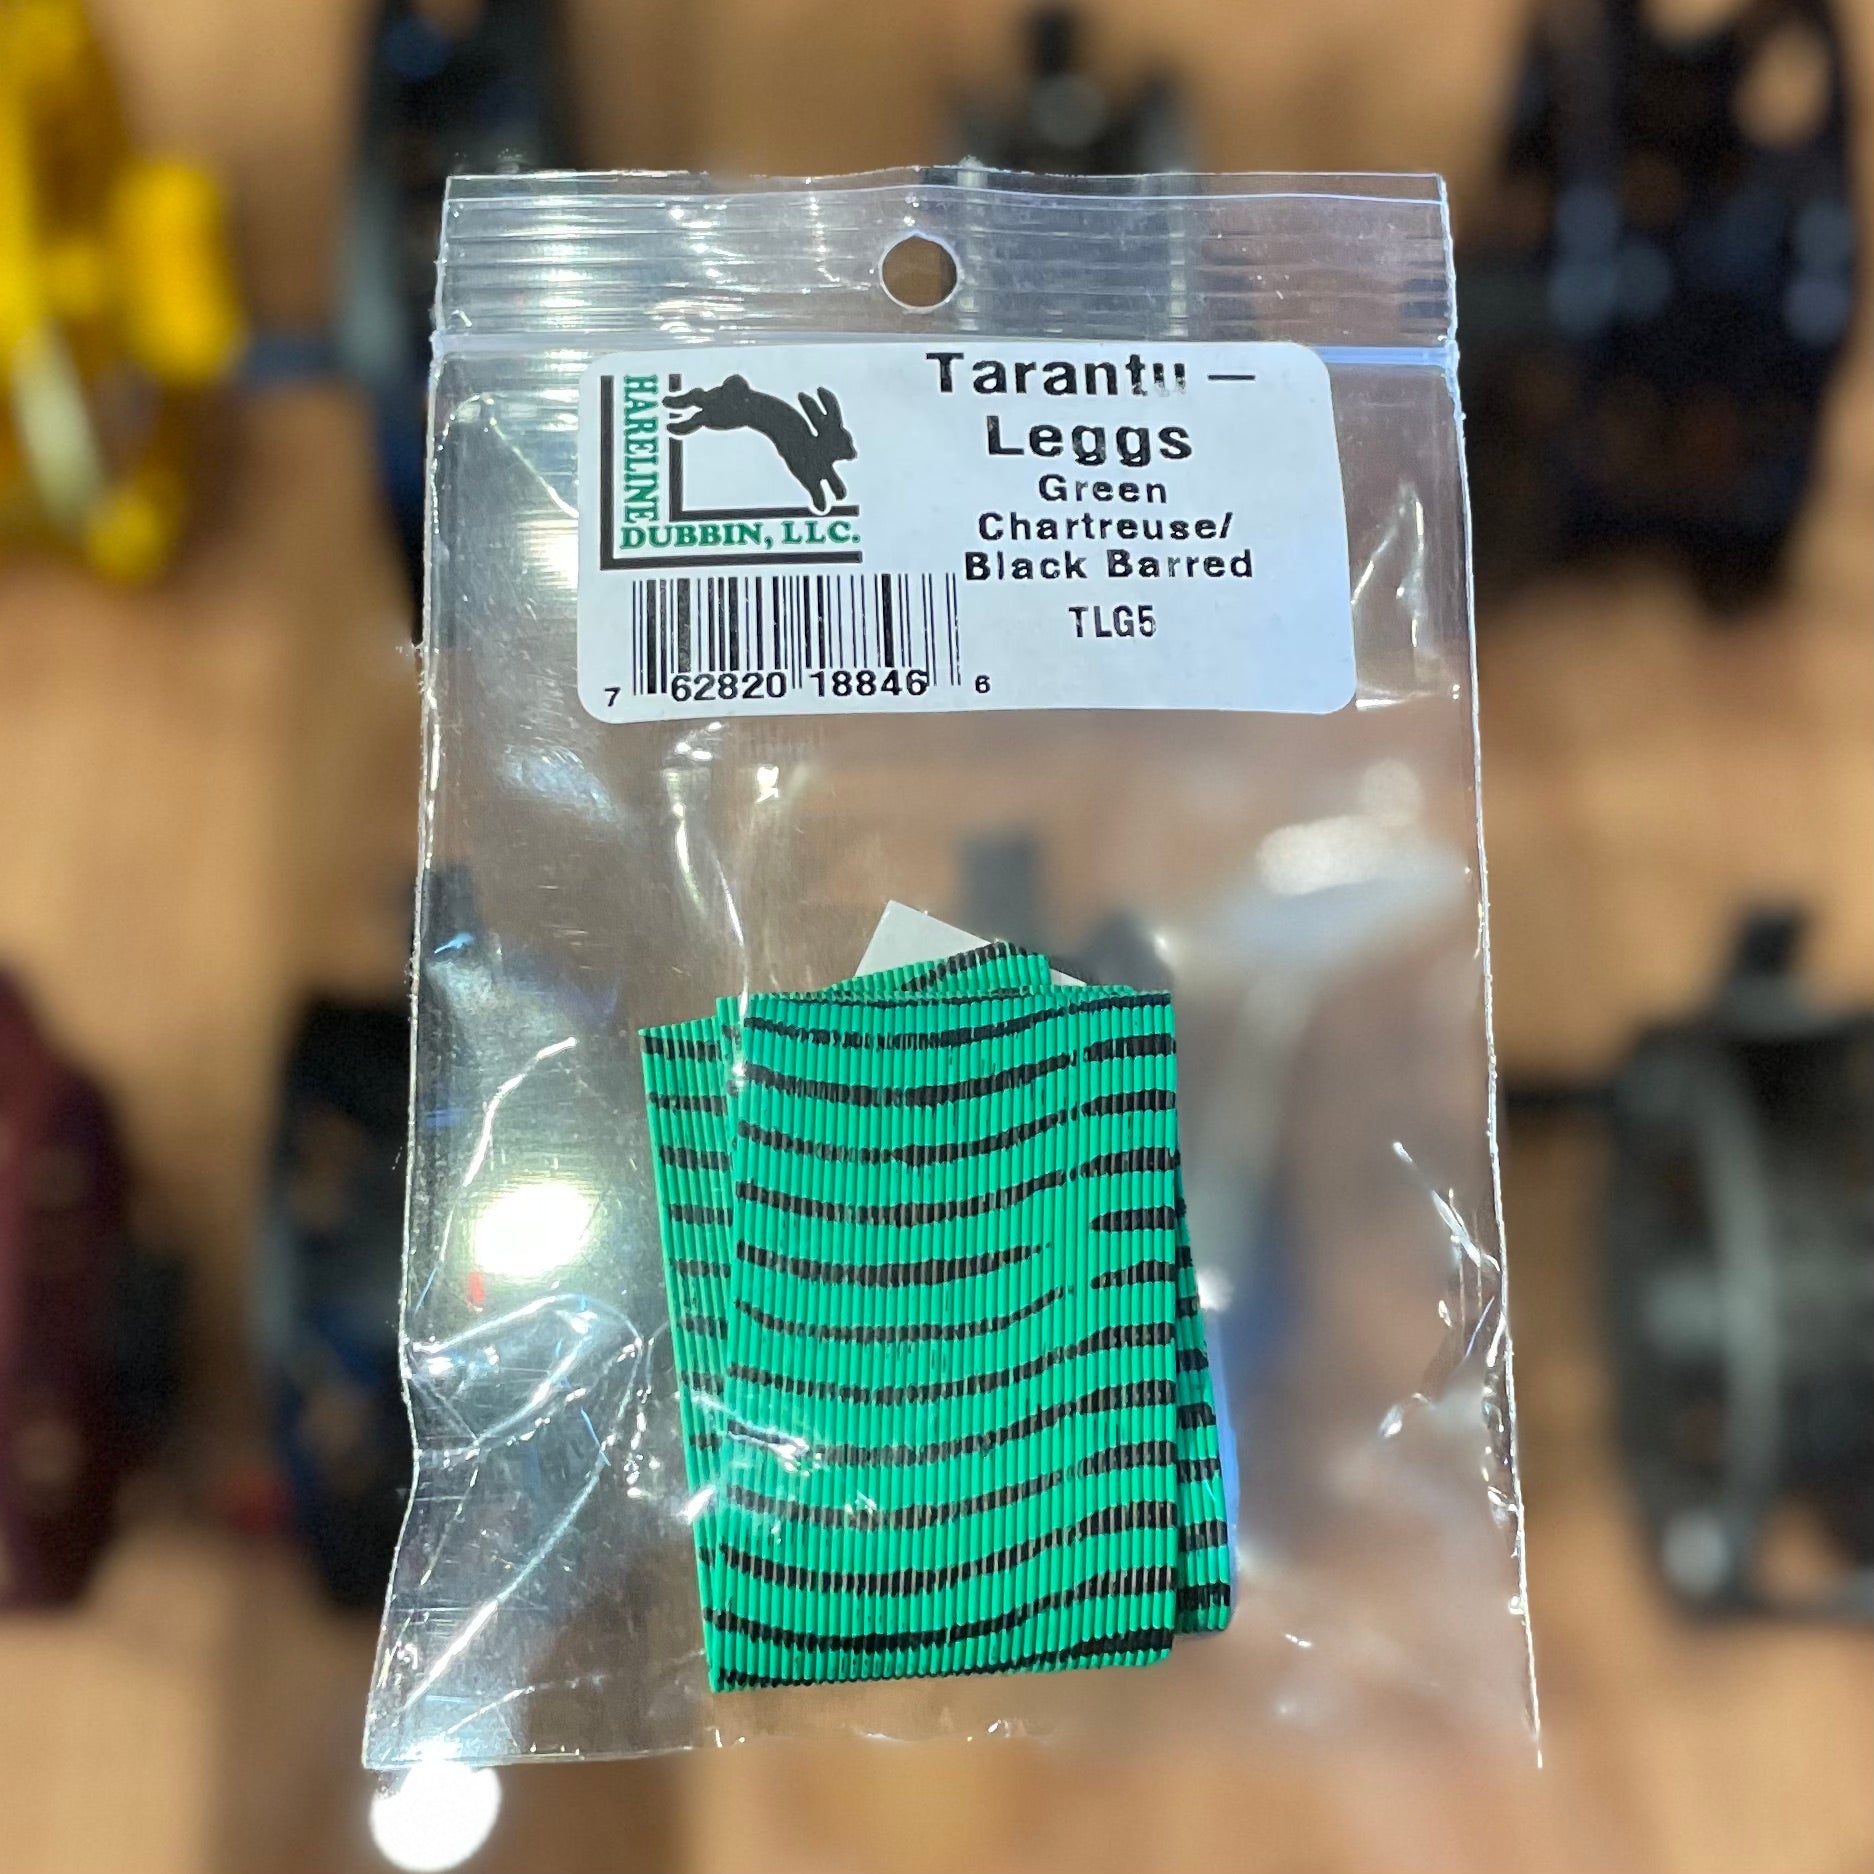 HARELINE
DUBBIN, LLC.
Tarantu —
Leggs
Green
Chartreuse/
Black Barred
TLG5
7 62820 18846 6